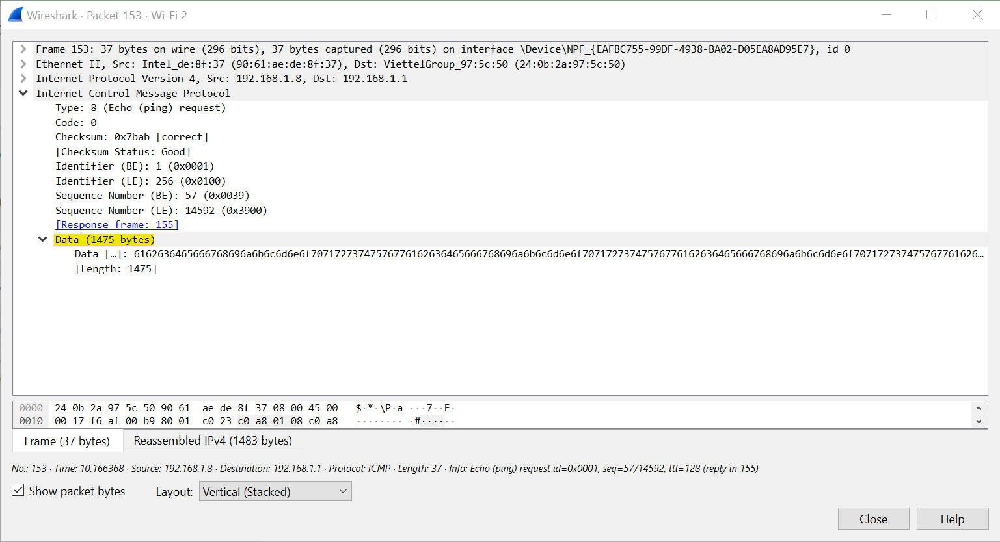 Wireshark · Packet 153 · Wi-Fi 2
Frame 153: 37 bytes on wire (296 bits), 37 bytes captured (296 bits) on interface \Device\NPF_{EAFBC755-99DF-4938-BA02-D05EA8AD95E7}, id 0
Ethernet II, Src: Intel_de:8f:37 (90:61:ae:de:8f:37), Dst: ViettelGroup_97:5c:50 (24:0b:2a:97:5c:50)
Internet Protocol Version 4, Src: 192.168.1.8, Dst: 192.168.1.1
Internet Control Message Protocol
Type: 8 (Echo (ping) request)
Code: 0
Checksum: 0x7bab [correct]
[Checksum Status: Good]
Identifier (BE): 1 (0x0001)
Identifier (LE): 256 (0x0100)
Sequence Number (BE): 57 (0x0039)
Sequence Number (LE): 14592 (0x3900)
[Response frame: 155]
Data (1475 bytes)
Data […]: 6162636465666768696a6b6c6d6e6f70717273747576776162636465666768696a6b6c6d6e6f70717273747576776162636465666768696a6b6c6d6e6f707172737475767761626…
[Length: 1475]
0000 24 0b 2a 97 5c 50 90 61 ae de 8f 37 08 00 45 00 $·*·\P·a ···7··E·
0010 00 17 f6 af 00 b9 80 01 c0 23 c0 a8 01 08 c0 a8 ········ ·#······
Frame (37 bytes)
Reassembled IPv4 (1483 bytes)
No.: 153 · Time: 10.166368 · Source: 192.168.1.8 · Destination: 192.168.1.1 · Protocol: ICMP · Length: 37 · Info: Echo (ping) request id=0x0001, seq=57/14592, ttl=128 (reply in 155)
Show packet bytes
Layout: Vertical (Stacked)
Close
Help